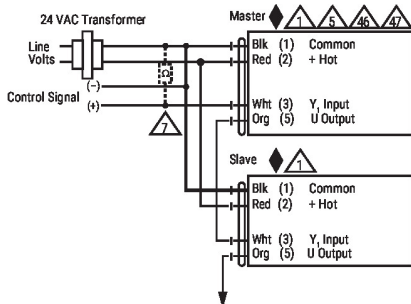 24 VAC Transformer
Master 1 5 46 47
Line
Volts
Blk (1) Common
Red (2) + Hot
Ω
(–)
Control Signal
(+)
Wht (3) Y, Input
Org (5) U Output
7
Slave 1
Blk (1) Common
Red (2) + Hot
Wht (3) Y, Input
Org (5) U Output